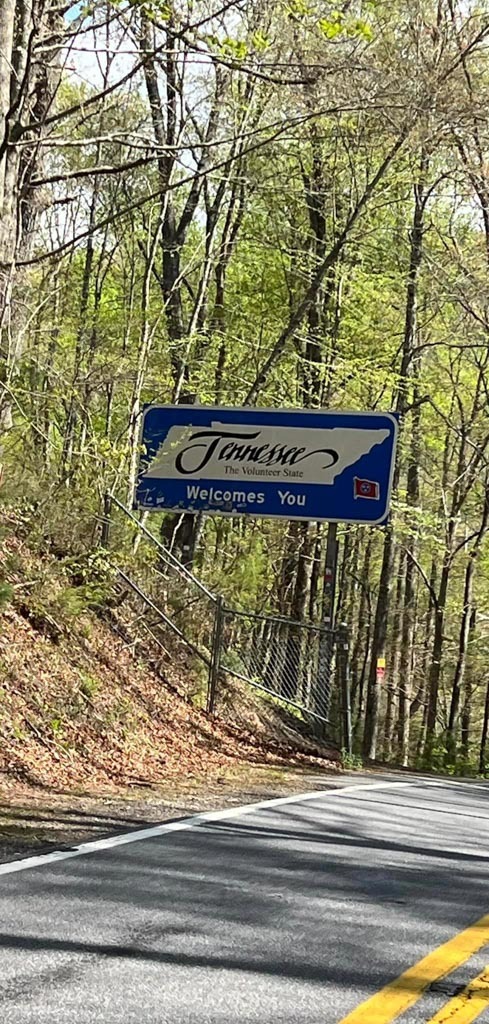 Tennessee
The Volunteer State
Welcomes You